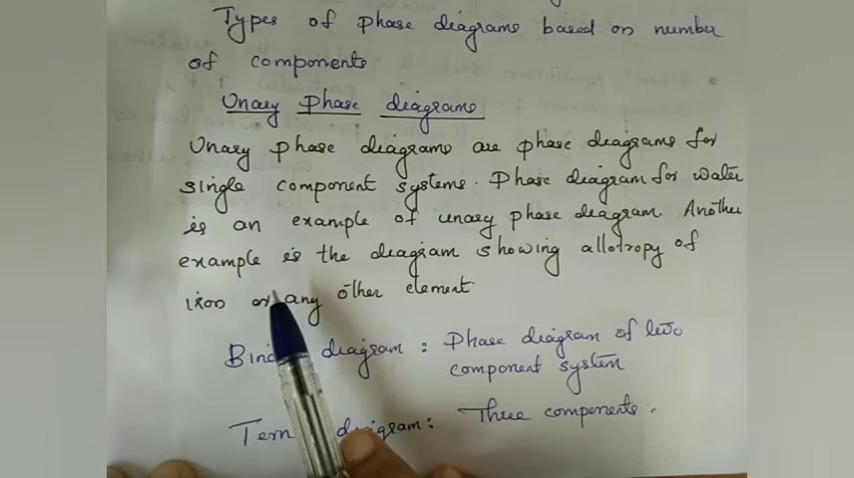 Types of phase diagrams based on number
of components
Unary Phase diagrams
Unary phase diagrams are phase diagrams for
single component systems. Phase diagram for water
is an example of unary phase diagram. Another
example is the diagram showing allotropy of
iron or any other element
diagram : Phase diagram of two
component system
diagram : Three components.